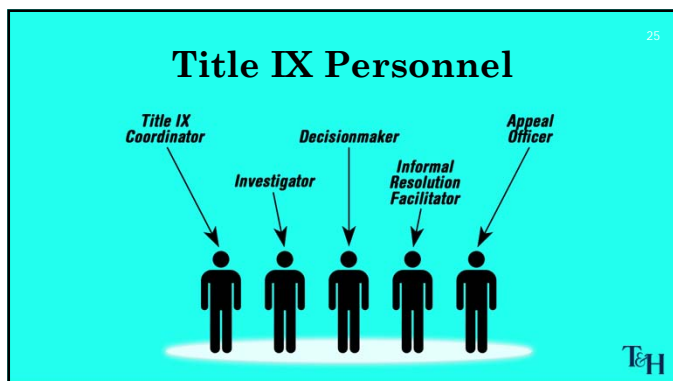 25
Title IX Personnel
Title IX
Coordinator
Investigator
Decisionmaker
Informal
Resolution
Facilitator
Appeal
Officer
T&H